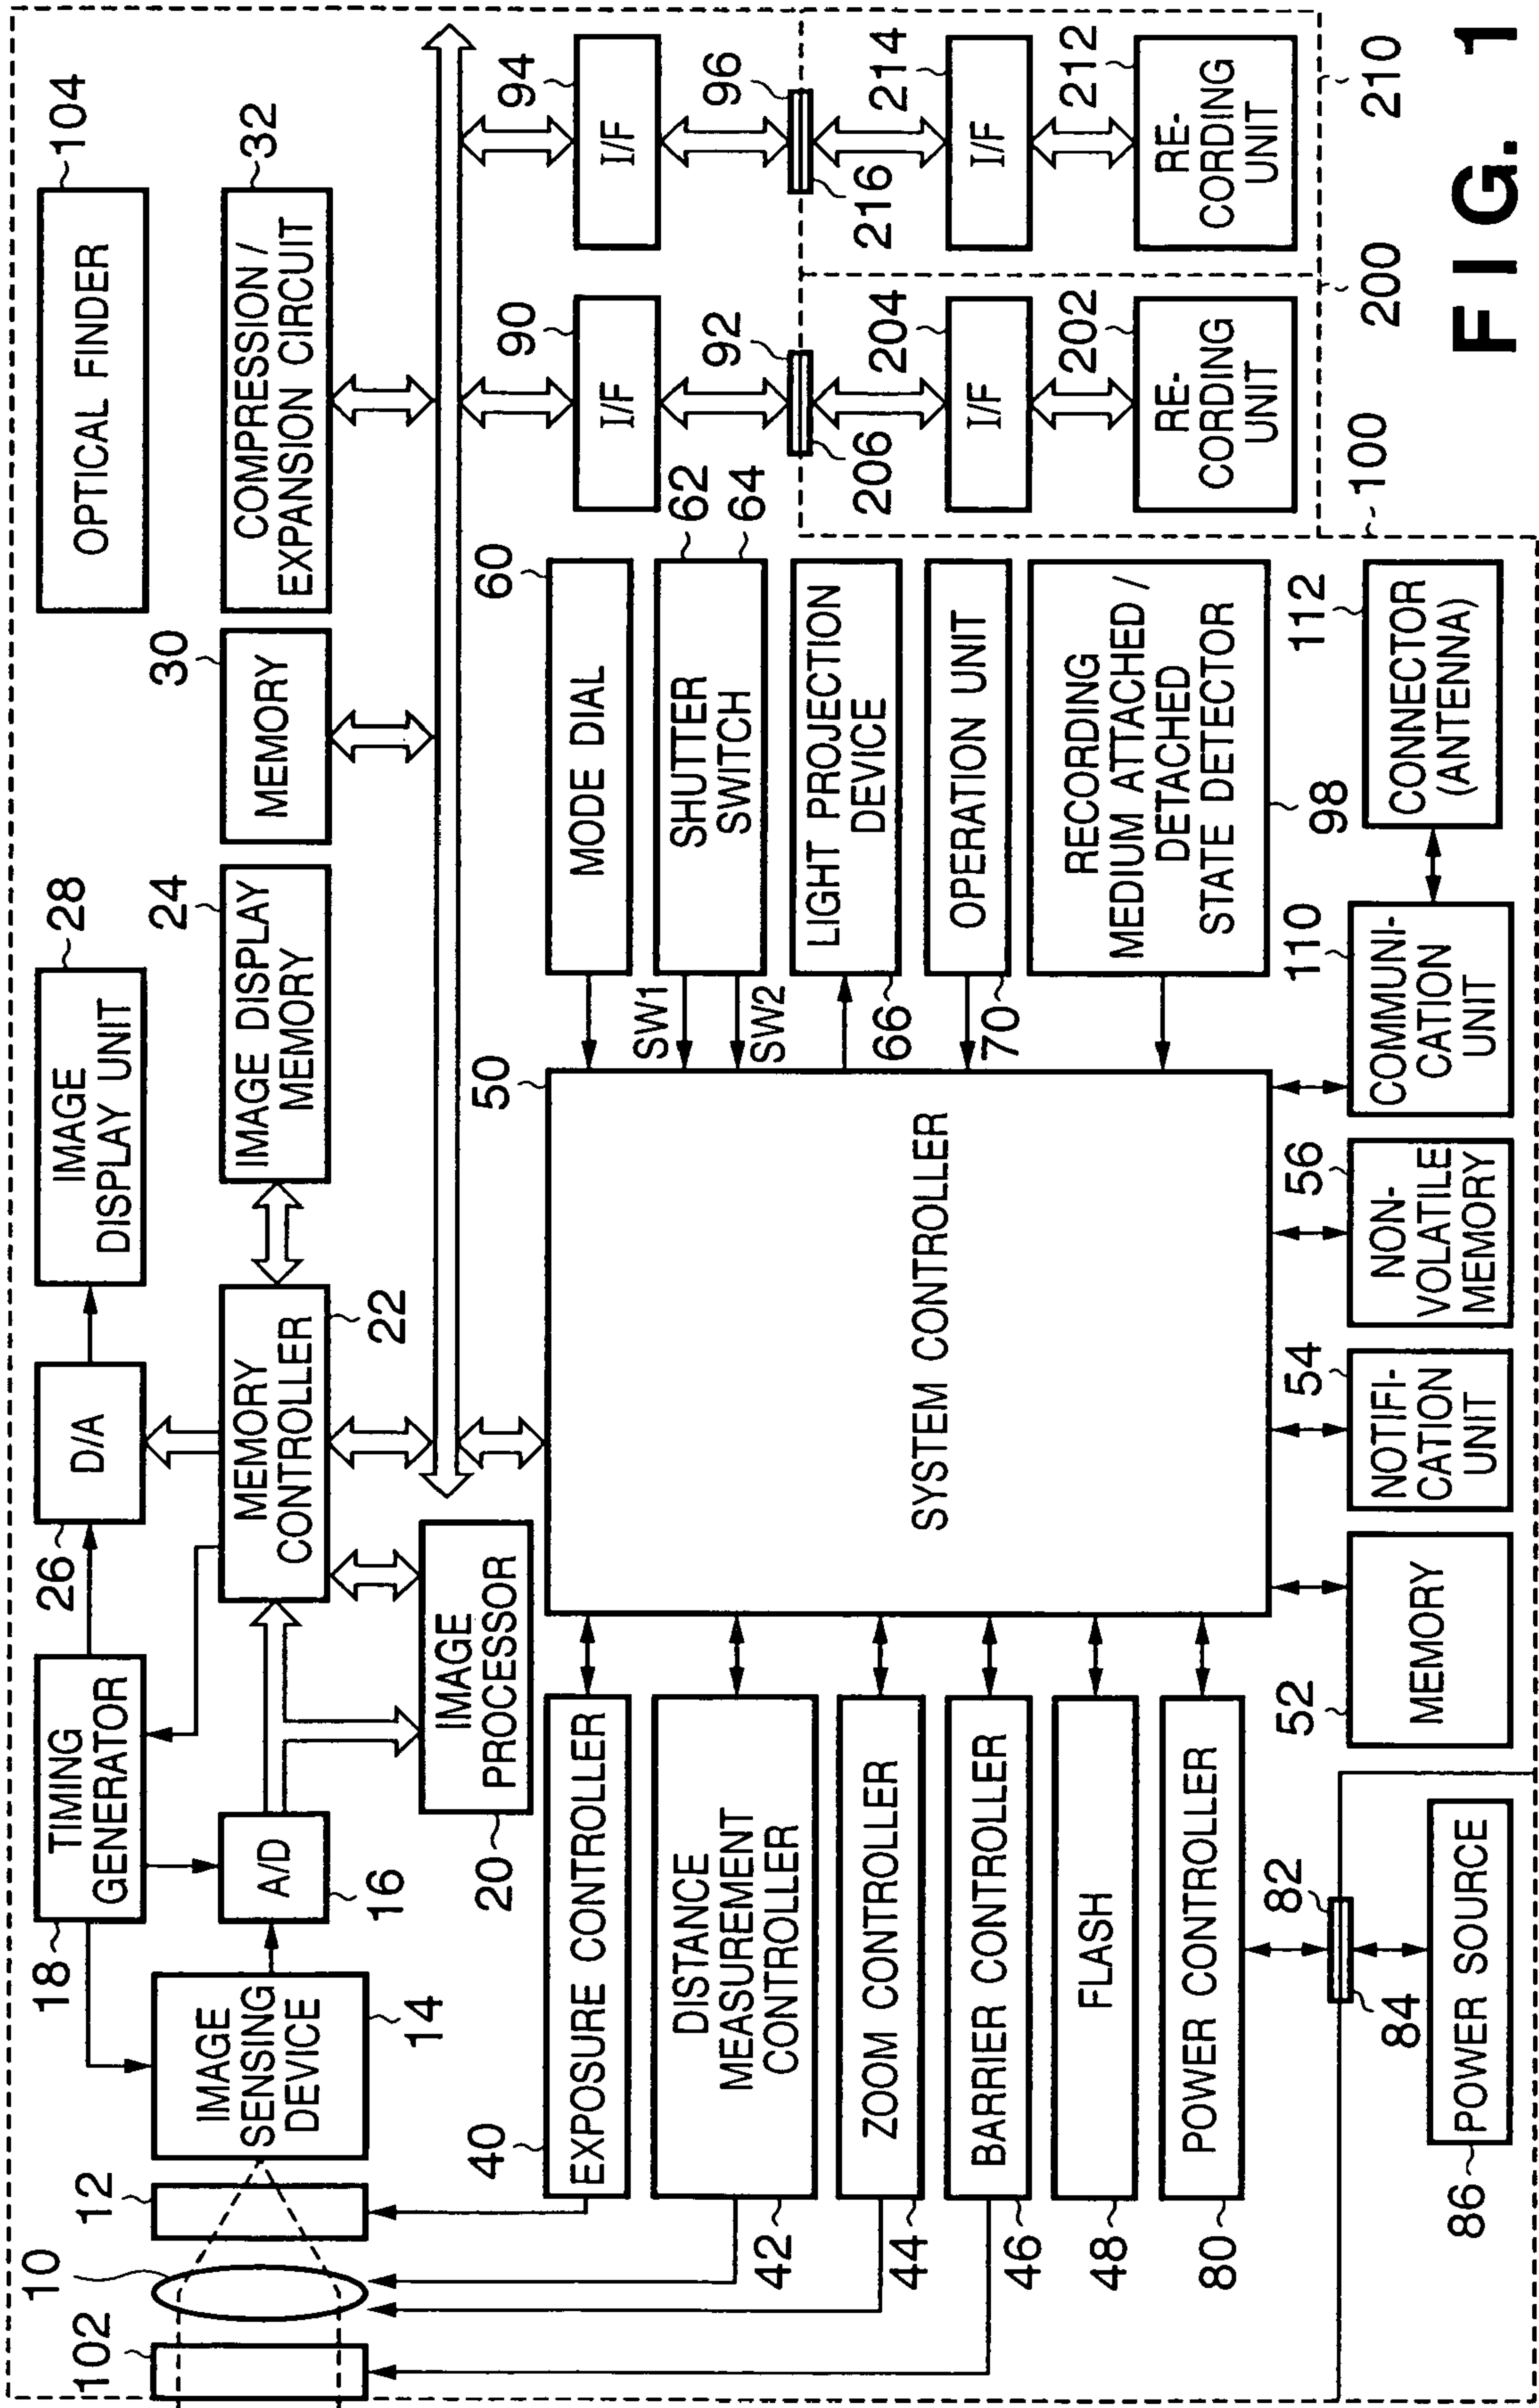 102
10
12
IMAGE
SENSING
DEVICE
14
18
TIMING
GENERATOR
A/D
16
26
D/A
MEMORY
CONTROLLER
22
IMAGE
PROCESSOR
20
IMAGE
DISPLAY UNIT
28
IMAGE DISPLAY
MEMORY
24
MEMORY
30
OPTICAL FINDER
104
COMPRESSION /
EXPANSION CIRCUIT
32
40
EXPOSURE CONTROLLER
DISTANCE
MEASUREMENT
CONTROLLER
42
ZOOM CONTROLLER
44
BARRIER CONTROLLER
46
FLASH
48
POWER CONTROLLER
80
82
84
POWER SOURCE
86
50
SYSTEM CONTROLLER
52
MEMORY
54
NOTIFI-
CATION
UNIT
56
NON-
VOLATILE
MEMORY
110
COMMUNI-
CATION
UNIT
112
CONNECTOR
(ANTENNA)
60
MODE DIAL
SW1
SW2
SHUTTER
SWITCH
62
64
LIGHT PROJECTION
DEVICE
66
OPERATION UNIT
70
RECORDING
MEDIUM ATTACHED /
DETACHED
STATE DETECTOR
98
90
I/F
92
206
204
I/F
202
RE-
CORDING
UNIT
94
I/F
96
216
214
I/F
212
RE-
CORDING
UNIT
100
200
210
FIG. 1